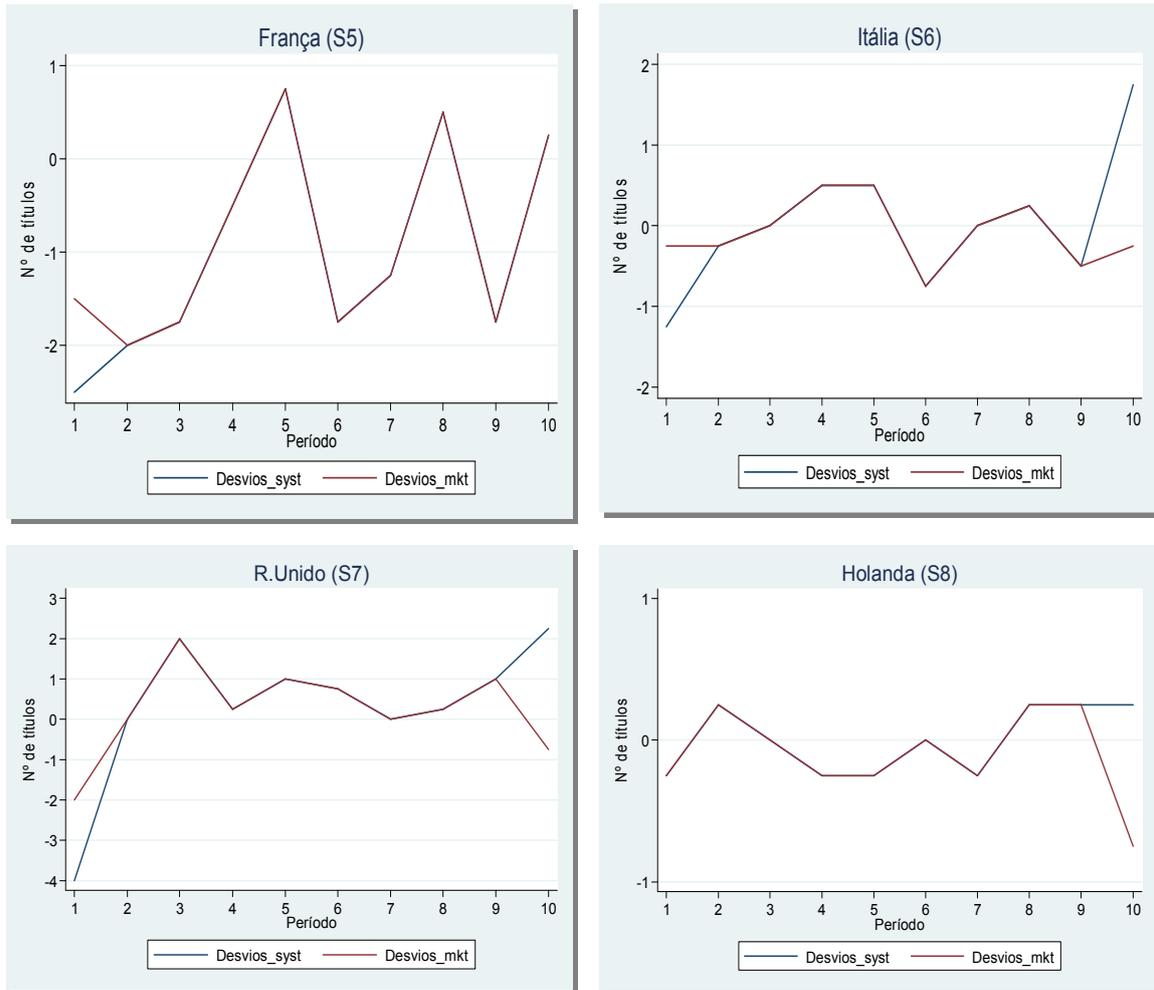 França (S5)
1
0
-1
-2
Nº de títulos
1 2 3 4 5 6 7 8 9 10
Período
Desvios_syst Desvios_mkt
Itália (S6)
2
1
0
-1
-2
Nº de títulos
1 2 3 4 5 6 7 8 9 10
Período
Desvios_syst Desvios_mkt
R.Unido (S7)
3
2
1
0
-1
-2
-3
-4
Nº de títulos
1 2 3 4 5 6 7 8 9 10
Período
Desvios_syst Desvios_mkt
Holanda (S8)
1
0
-1
Nº de títulos
1 2 3 4 5 6 7 8 9 10
Período
Desvios_syst Desvios_mkt